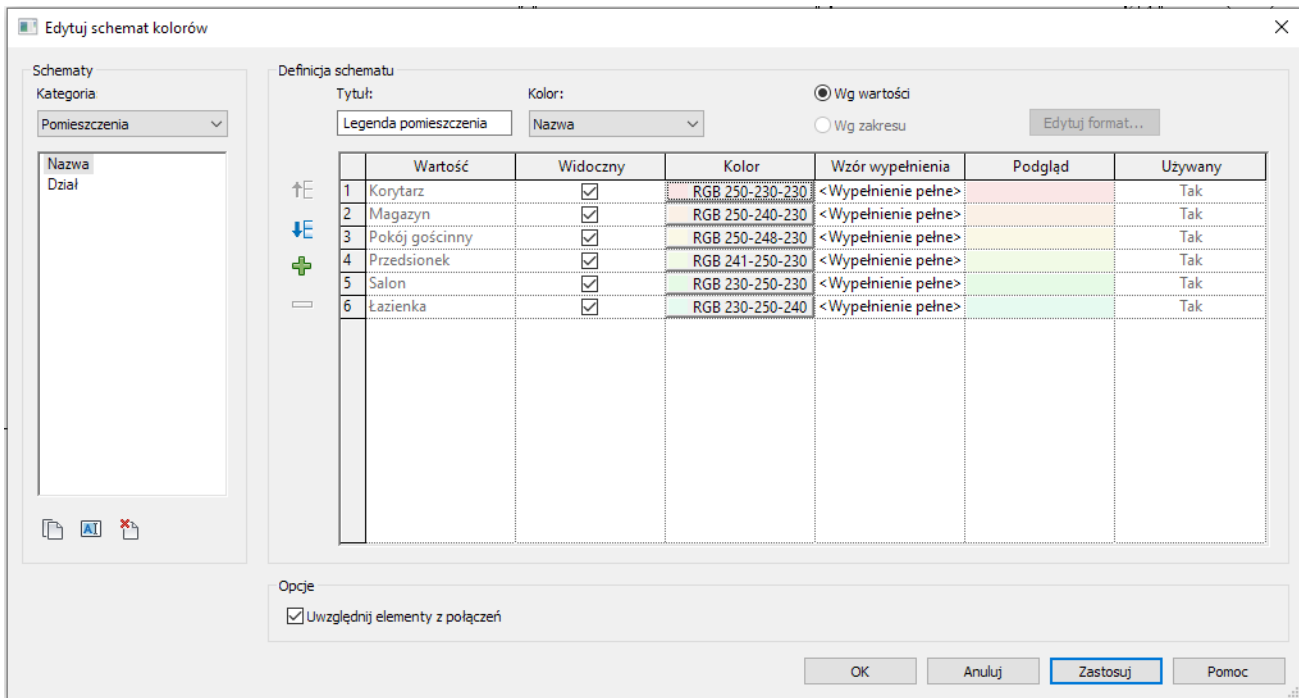 Edytuj schemat kolorów
Schematy
Kategoria
Pomieszczenia
Nazwa
Dział
Definicja schematu
Tytuł: Kolor:
Legenda pomieszczenia Nazwa
Wg wartości
Wg zakresu
Edytuj format...
Wartość Widoczny Kolor Wzór wypełnienia Podgląd Używany
1 Korytarz RGB 250-230-230 <Wypełnienie pełne> Tak
2 Magazyn RGB 250-240-230 <Wypełnienie pełne> Tak
3 Pokój gościnny RGB 250-248-230 <Wypełnienie pełne> Tak
4 Przedsionek RGB 241-250-230 <Wypełnienie pełne> Tak
5 Salon RGB 230-250-230 <Wypełnienie pełne> Tak
6 Łazienka RGB 230-250-240 <Wypełnienie pełne> Tak
AI
Opcje
Uwzględnij elementy z połączeń
OK Anuluj Zastosuj Pomoc